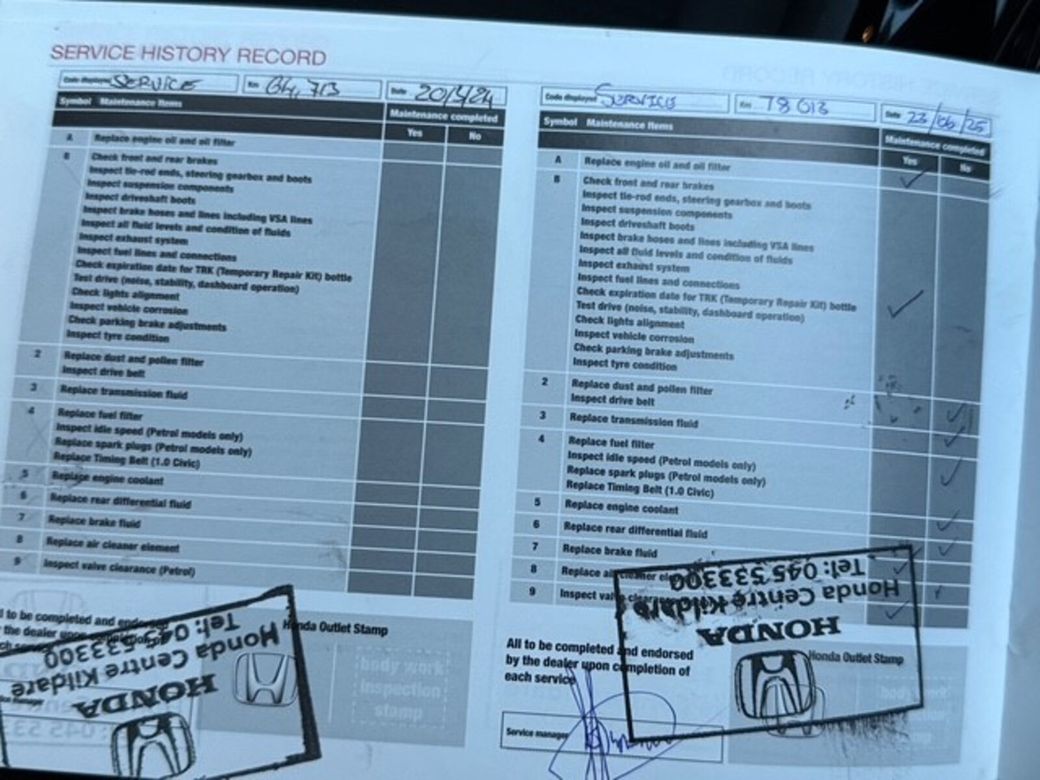 SERVICE HISTORY RECORD
Code displayed SERVICE Km 64,713 Date 20/5/24
Symbol Maintenance Items Maintenance completed
Yes No
A Replace engine oil and oil filter
B Check front and rear brakes
Inspect tie-rod ends, steering gearbox and boots
Inspect suspension components
Inspect driveshaft boots
Inspect brake hoses and lines including VSA lines
Inspect all fluid levels and condition of fluids
Inspect exhaust system
Inspect fuel lines and connections
Check expiration date for TRK (Temporary Repair Kit) bottle
Test drive (noise, stability, dashboard operation)
Check lights alignment
Inspect vehicle corrosion
Check parking brake adjustments
Inspect tyre condition
2 Replace dust and pollen filter
Inspect drive belt
3 Replace transmission fluid
4 Replace fuel filter
Inspect idle speed (Petrol models only)
Replace spark plugs (Petrol models only)
Replace Timing Belt (1.0 Civic)
5 Replace engine coolant
6 Replace rear differential fluid
7 Replace brake fluid
8 Replace air cleaner element
9 Inspect valve clearance (Petrol)
to be completed and
the dealer upon
Honda Outlet Stamp
body work
inspection
stamp
HONDA
Honda Centre Kildare
Tel: 04 533300
Code displayed SERVICE Km 78013 Date 23/06/25
Symbol Maintenance Items Maintenance completed
Yes No
A Replace engine oil and oil filter
B Check front and rear brakes
Inspect tie-rod ends, steering gearbox and boots
Inspect suspension components
Inspect driveshaft boots
Inspect brake hoses and lines including VSA lines
Inspect all fluid levels and condition of fluids
Inspect exhaust system
Inspect fuel lines and connections
Check expiration date for TRK (Temporary Repair Kit) bottle
Test drive (noise, stability, dashboard operation)
Check lights alignment
Inspect vehicle corrosion
Check parking brake adjustments
Inspect tyre condition
2 Replace dust and pollen filter
Inspect drive belt
3 Replace transmission fluid
4 Replace fuel filter
Inspect idle speed (Petrol models only)
Replace spark plugs (Petrol models only)
Replace Timing Belt (1.0 Civic)
5 Replace engine coolant
6 Replace rear differential fluid
7 Replace brake fluid
8 Replace air cleaner
9 Inspect
All to be completed and endorsed
by the dealer upon completion of
each service
Service manager
Honda Outlet Stamp
HONDA
Honda Centre Kildare
Tel: 045 533300